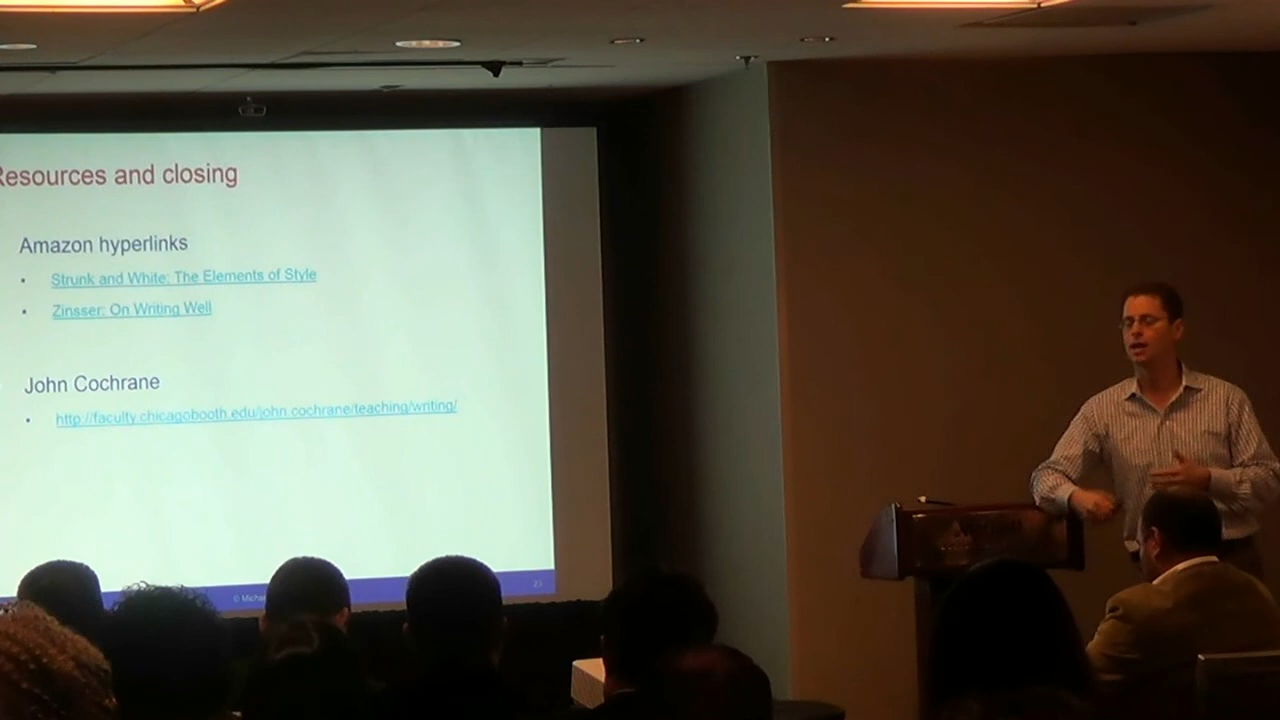 Resources and closing
Amazon hyperlinks
Strunk and White: The Elements of Style
Zinsser: On Writing Well
John Cochrane
http://faculty.chicagobooth.edu/john.cochrane/teaching/writing/
©
23